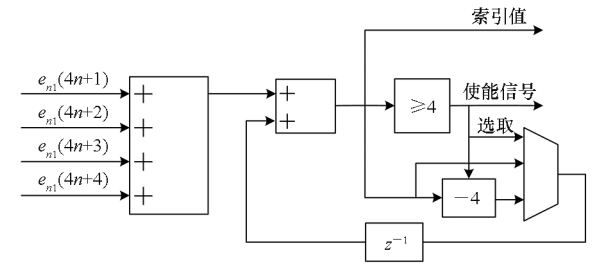 索引值
e_{n1}(4n+1)
+
+
≥4
使能信号
e_{n1}(4n+2)
+
+
选取
e_{n1}(4n+3)
+
e_{n1}(4n+4)
+
−4
z^{−1}